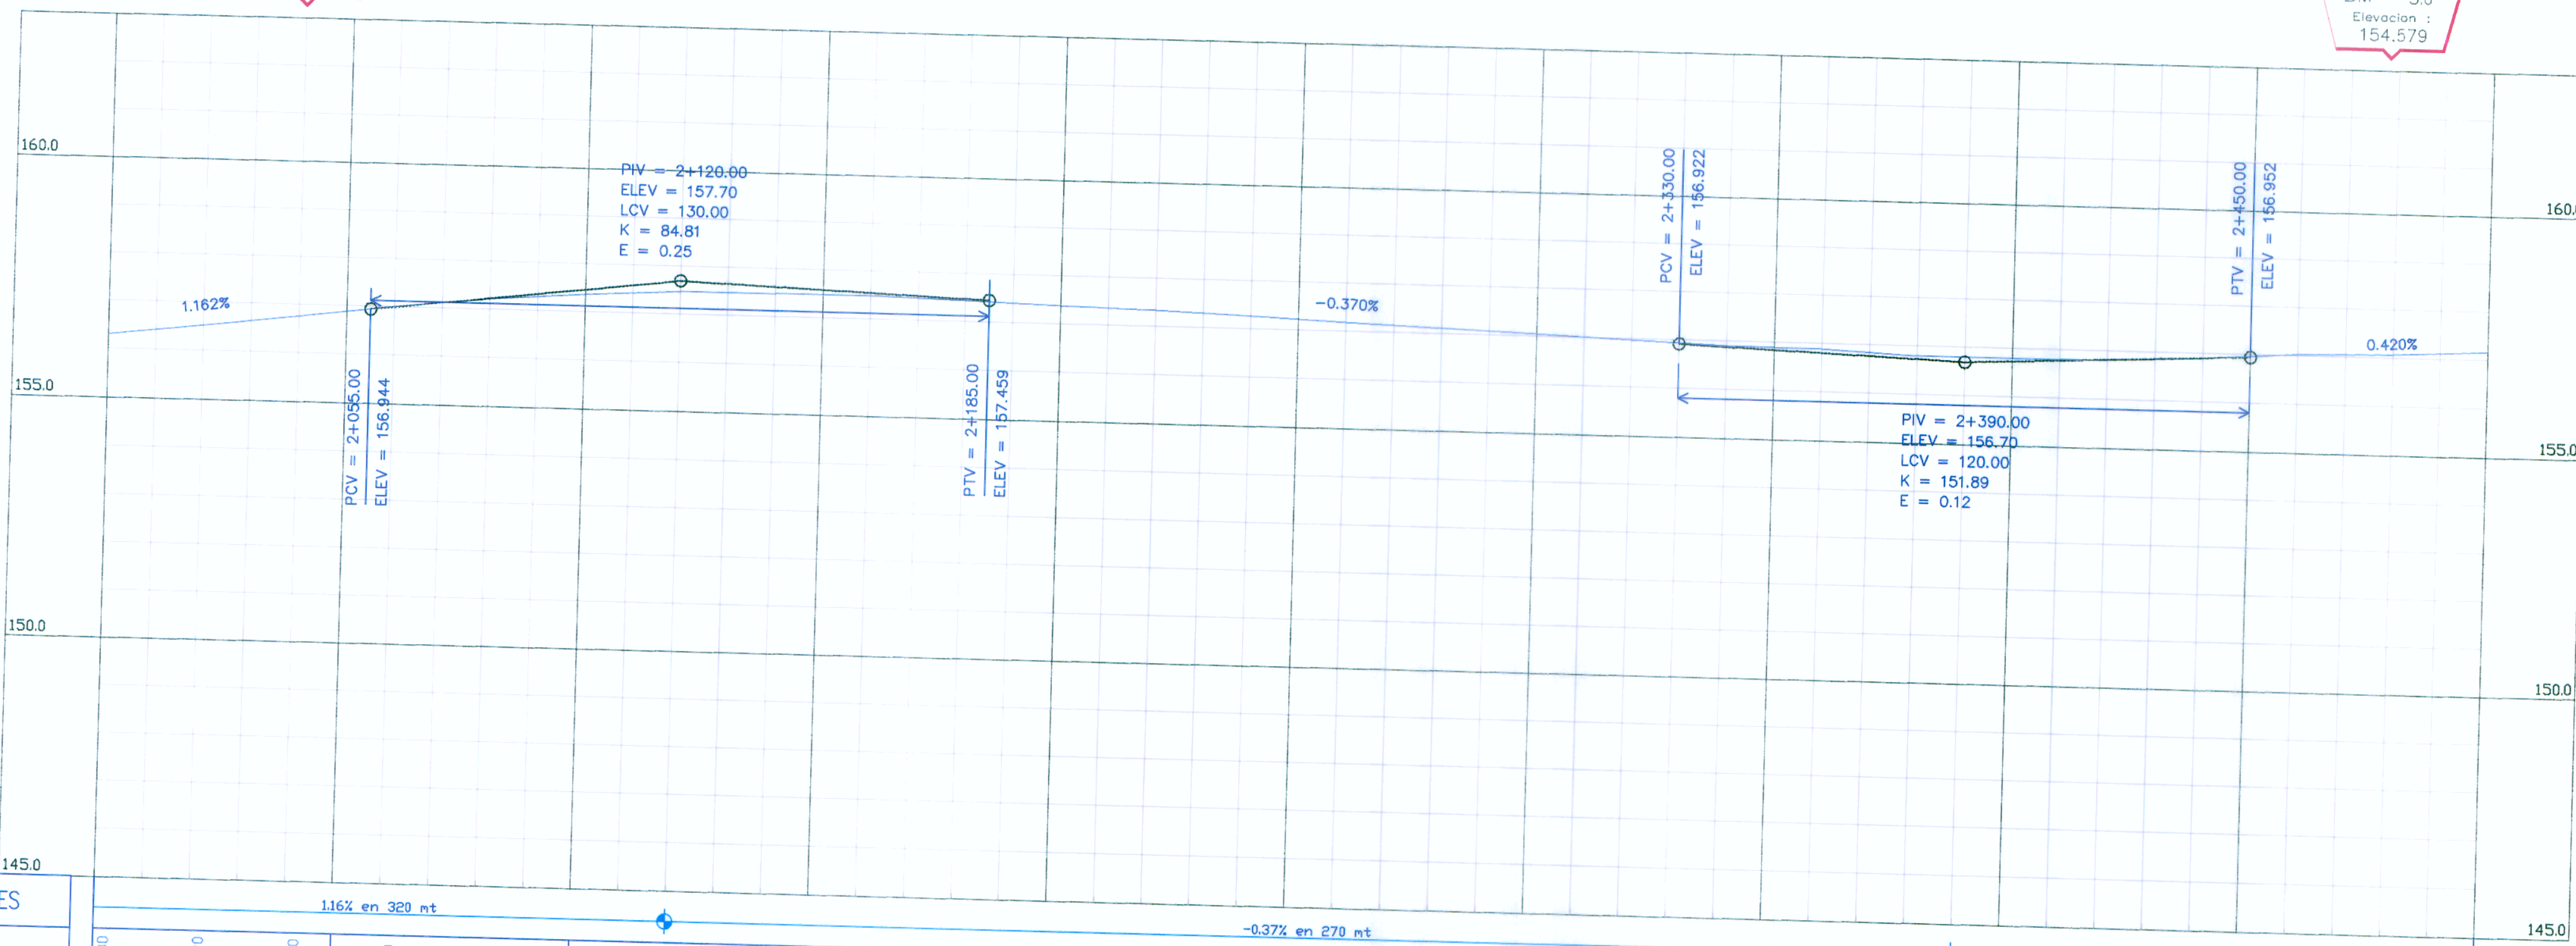 Elevacion :
154.579
160.0
PIV = 2+120.00
ELEV = 157.70
LCV = 130.00
K = 84.81
E = 0.25
PCV = 2+330.00
ELEV = 156.922
PTV = 2+450.00
ELEV = 156.952
160.
1.162%
-0.370%
0.420%
155.0
PCV = 2+055.00
ELEV = 156.944
PTV = 2+185.00
ELEV = 157.459
PIV = 2+390.00
ELEV = 156.70
LCV = 120.00
K = 151.89
E = 0.12
155.0
150.0
150.0
145.0
ES
1.16% en 320 mt
-0.37% en 270 mt
145.0